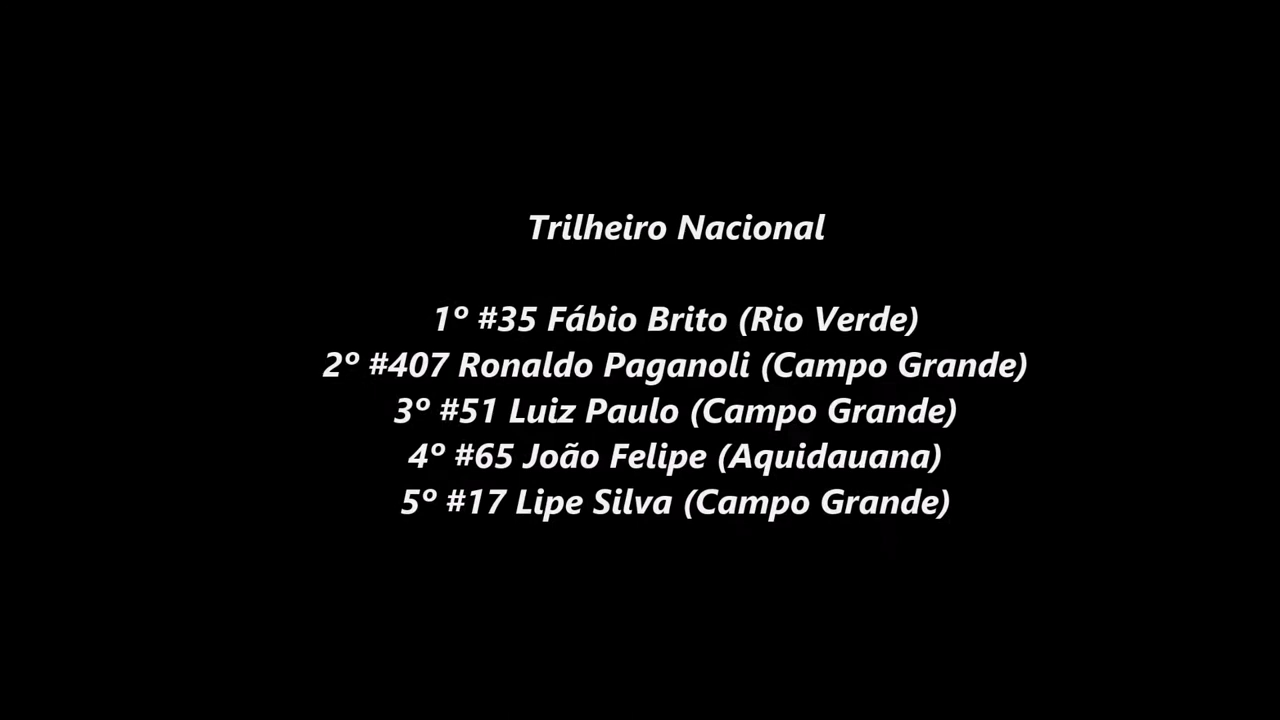 Trilheiro Nacional
1º #35 Fábio Brito (Rio Verde)
2º #407 Ronaldo Paganoli (Campo Grande)
3º #51 Luiz Paulo (Campo Grande)
4º #65 João Felipe (Aquidauana)
5º #17 Lipe Silva (Campo Grande)